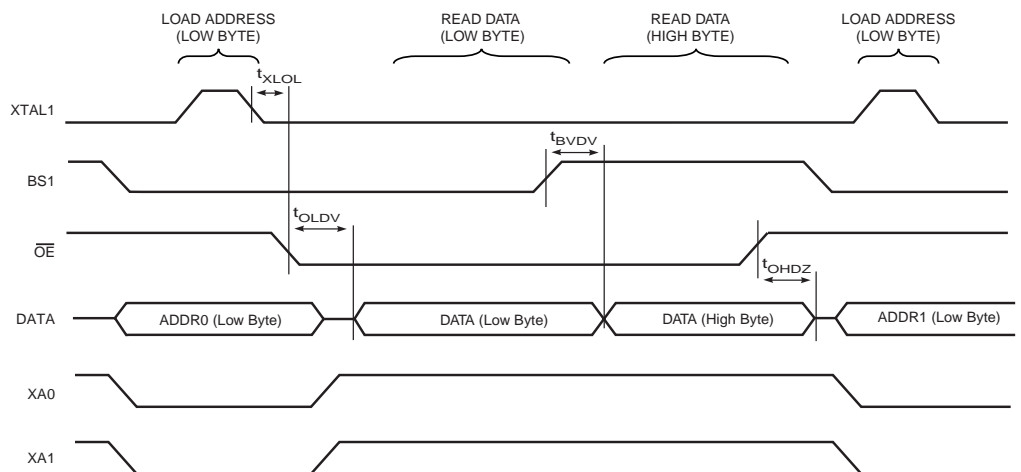 LOAD ADDRESS
(LOW BYTE)
READ DATA
(LOW BYTE)
READ DATA
(HIGH BYTE)
LOAD ADDRESS
(LOW BYTE)
tXLOL
XTAL1
tBVDV
BS1
tOLDV
OE
tOHDZ
DATA
ADDR0 (Low Byte)
DATA (Low Byte)
DATA (High Byte)
ADDR1 (Low Byte)
XA0
XA1